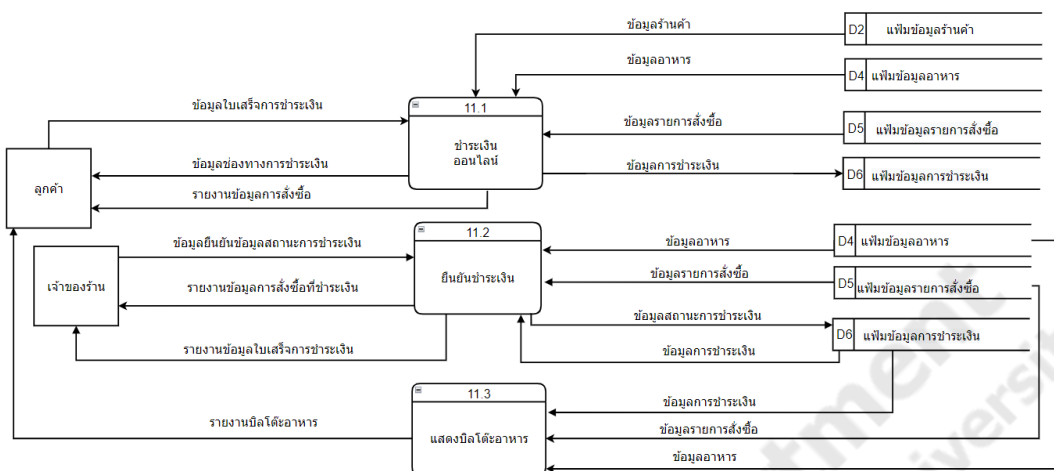 ข้อมูลร้านค้า
D2 แฟ้มข้อมูลร้านค้า
ข้อมูลอาหาร
D4 แฟ้มข้อมูลอาหาร
ข้อมูลใบเสร็จการชำระเงิน
11.1
ชำระเงิน
ออนไลน์
ข้อมูลรายการสั่งซื้อ
D5 แฟ้มข้อมูลรายการสั่งซื้อ
ลูกค้า
ข้อมูลช่องทางการชำระเงิน
ข้อมูลการชำระเงิน
D6 แฟ้มข้อมูลการชำระเงิน
รายงานข้อมูลการสั่งซื้อ
11.2
ยืนยันชำระเงิน
ข้อมูลยืนยันข้อมูลสถานะการชำระเงิน
ข้อมูลอาหาร
D4 แฟ้มข้อมูลอาหาร
เจ้าของร้าน
รายงานข้อมูลการสั่งซื้อที่ชำระเงิน
ข้อมูลรายการสั่งซื้อ
D5 แฟ้มข้อมูลรายการสั่งซื้อ
ข้อมูลสถานะการชำระเงิน
D6 แฟ้มข้อมูลการชำระเงิน
รายงานข้อมูลใบเสร็จการชำระเงิน
ข้อมูลการชำระเงิน
11.3
แสดงบิลโต๊ะอาหาร
ข้อมูลการชำระเงิน
รายงานบิลโต๊ะอาหาร
ข้อมูลรายการสั่งซื้อ
ข้อมูลอาหาร